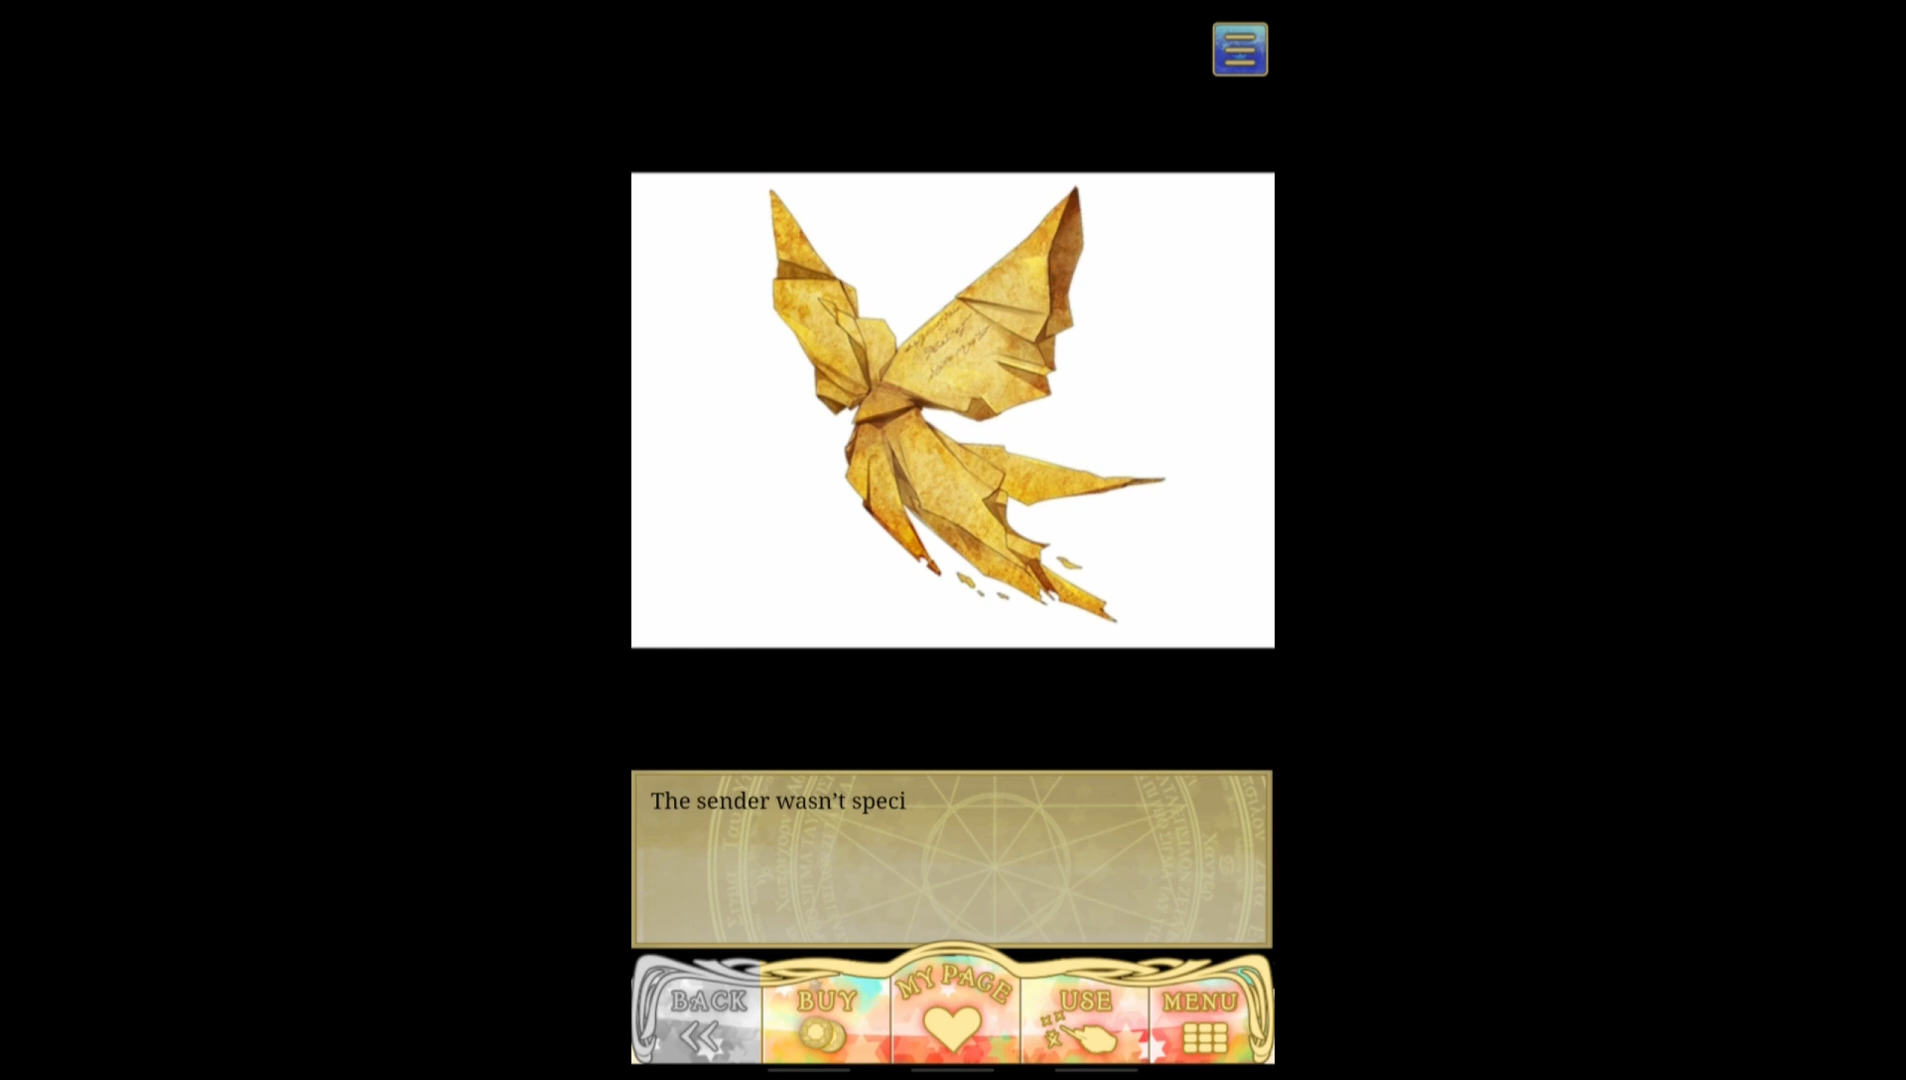 The sender wasn’t speci
BACK
BUY
MY PAGE
USE
MENU